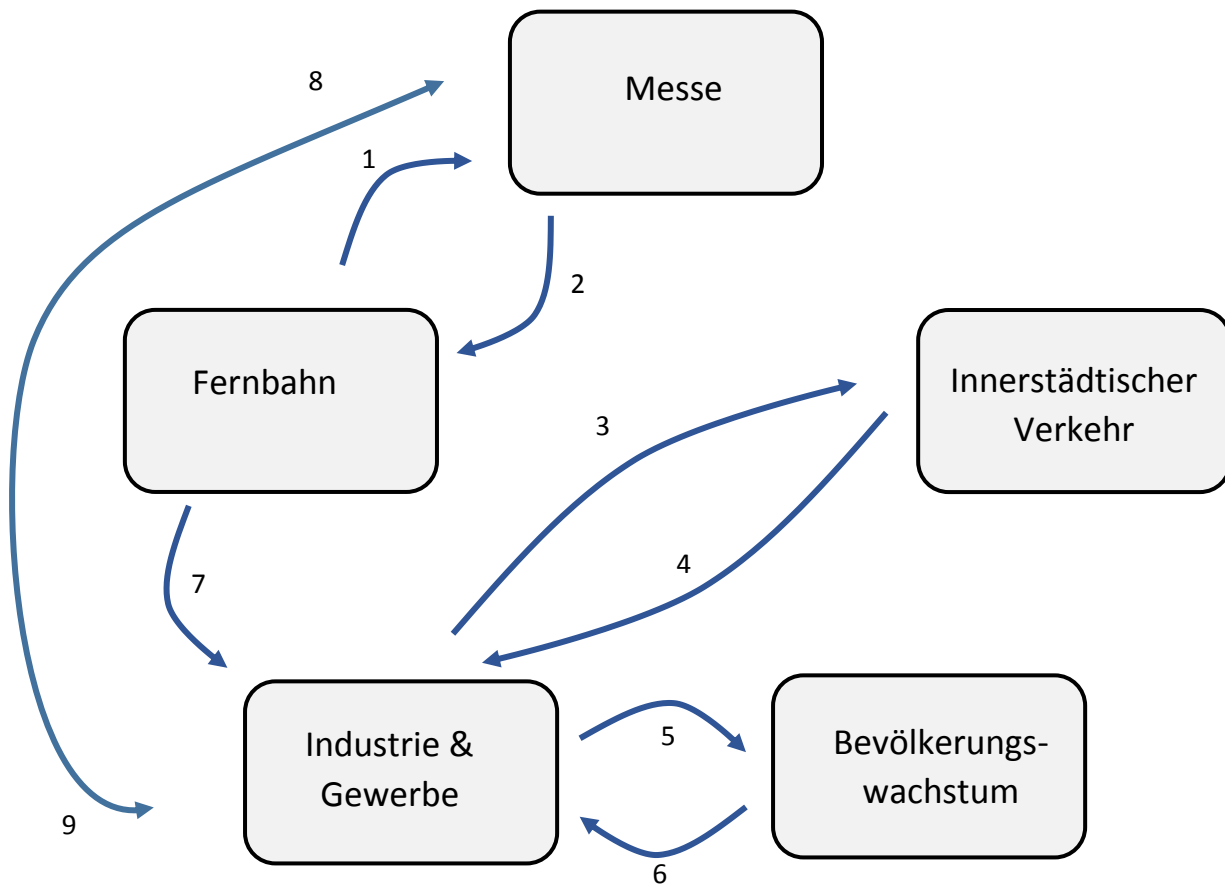 8
Messe
1
2
Fernbahn
Innerstädtischer
Verkehr
3
4
7
Industrie &
Gewerbe
5
Bevölkerungs-
wachstum
9
6